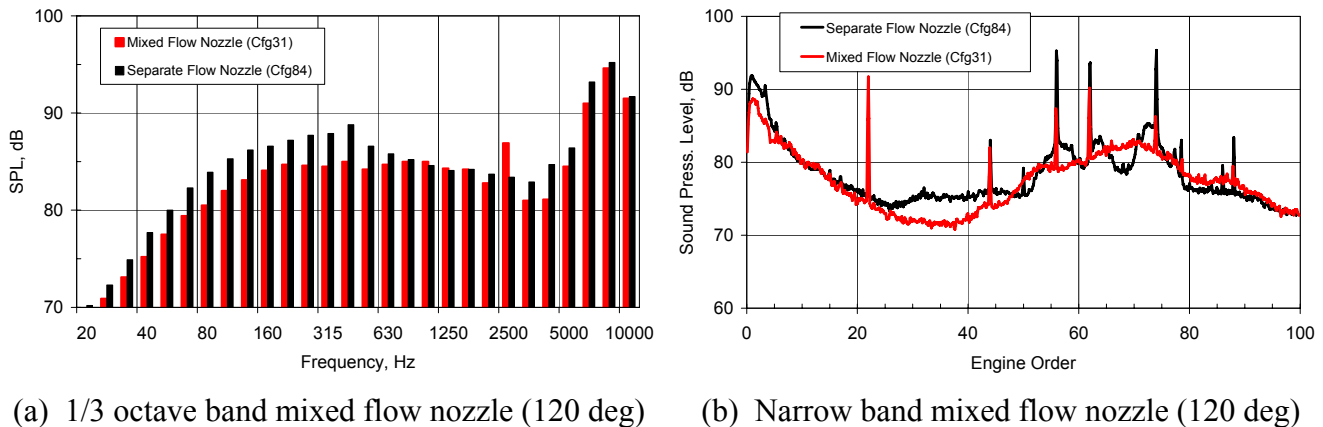 100
90
80
70
SPL, dB
Mixed Flow Nozzle (Cfg31)
Separate Flow Nozzle (Cfg84)
20 40 80 160 315 630 1250 2500 5000 10000
Frequency, Hz
(a) 1/3 octave band mixed flow nozzle (120 deg)
100
90
80
70
60
Sound Press. Level, dB
Separate Flow Nozzle (Cfg84)
Mixed Flow Nozzle (Cfg31)
0 20 40 60 80 100
Engine Order
(b) Narrow band mixed flow nozzle (120 deg)